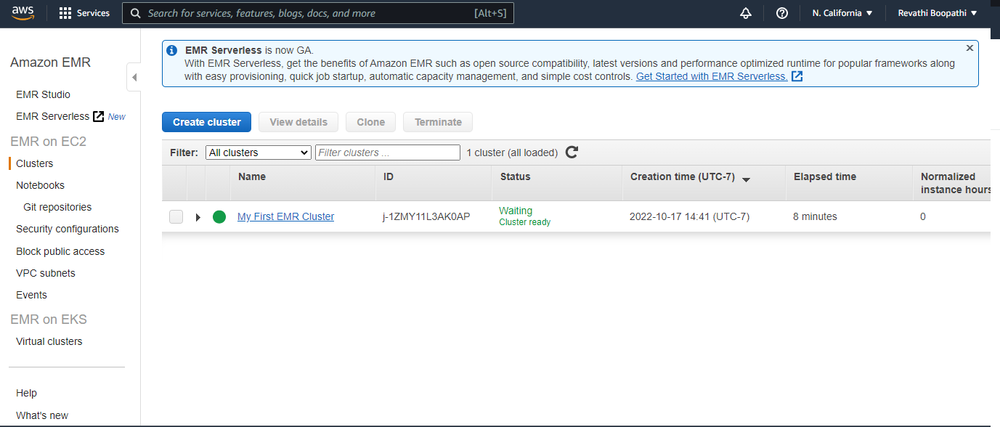 aws Services Search for services, features, blogs, docs, and more [Alt+S] N. California Revathi Boopathi
Amazon EMR
EMR Studio
EMR Serverless New
EMR on EC2
Clusters
Notebooks
Git repositories
Security configurations
Block public access
VPC subnets
Events
EMR on EKS
Virtual clusters
Help
What's new
EMR Serverless is now GA.
With EMR Serverless, get the benefits of Amazon EMR such as open source compatibility, latest versions and performance optimized runtime for popular frameworks along
with easy provisioning, quick job startup, automatic capacity management, and simple cost controls. Get Started with EMR Serverless.
Create cluster View details Clone Terminate
Filter: All clusters Filter clusters ... 1 cluster (all loaded)
Name ID Status Creation time (UTC-7) Elapsed time Normalized
instance hours
My First EMR Cluster j-1ZMY11L3AK0AP Waiting 2022-10-17 14:41 (UTC-7) 8 minutes 0
Cluster ready